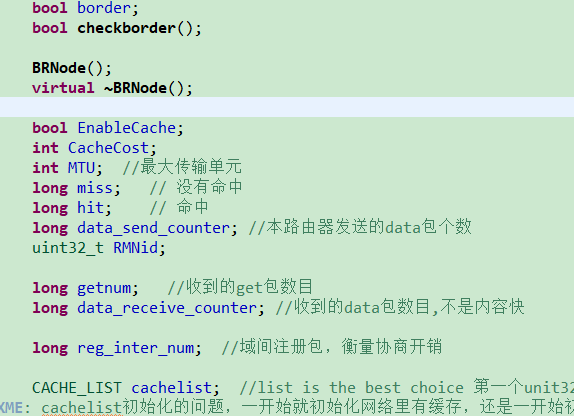 bool border;
bool checkborder();
BRNode();
virtual ~BRNode();
bool EnableCache;
int CacheCost;
int MTU; //最大传输单元
long miss; // 没有命中
long hit; // 命中
long data_send_counter; //本路由器发送的data包个数
uint32_t RMNid;
long getnum; //收到的get包数目
long data_receive_counter; //收到的data包数目,不是内容快
long reg_inter_num; //域间注册包，衡量协商开销
CACHE_LIST cachelist; //list is the best choice 第一个unit32
XME: cachelist初始化的问题，一开始就初始化网络里有缓存，还是一开始